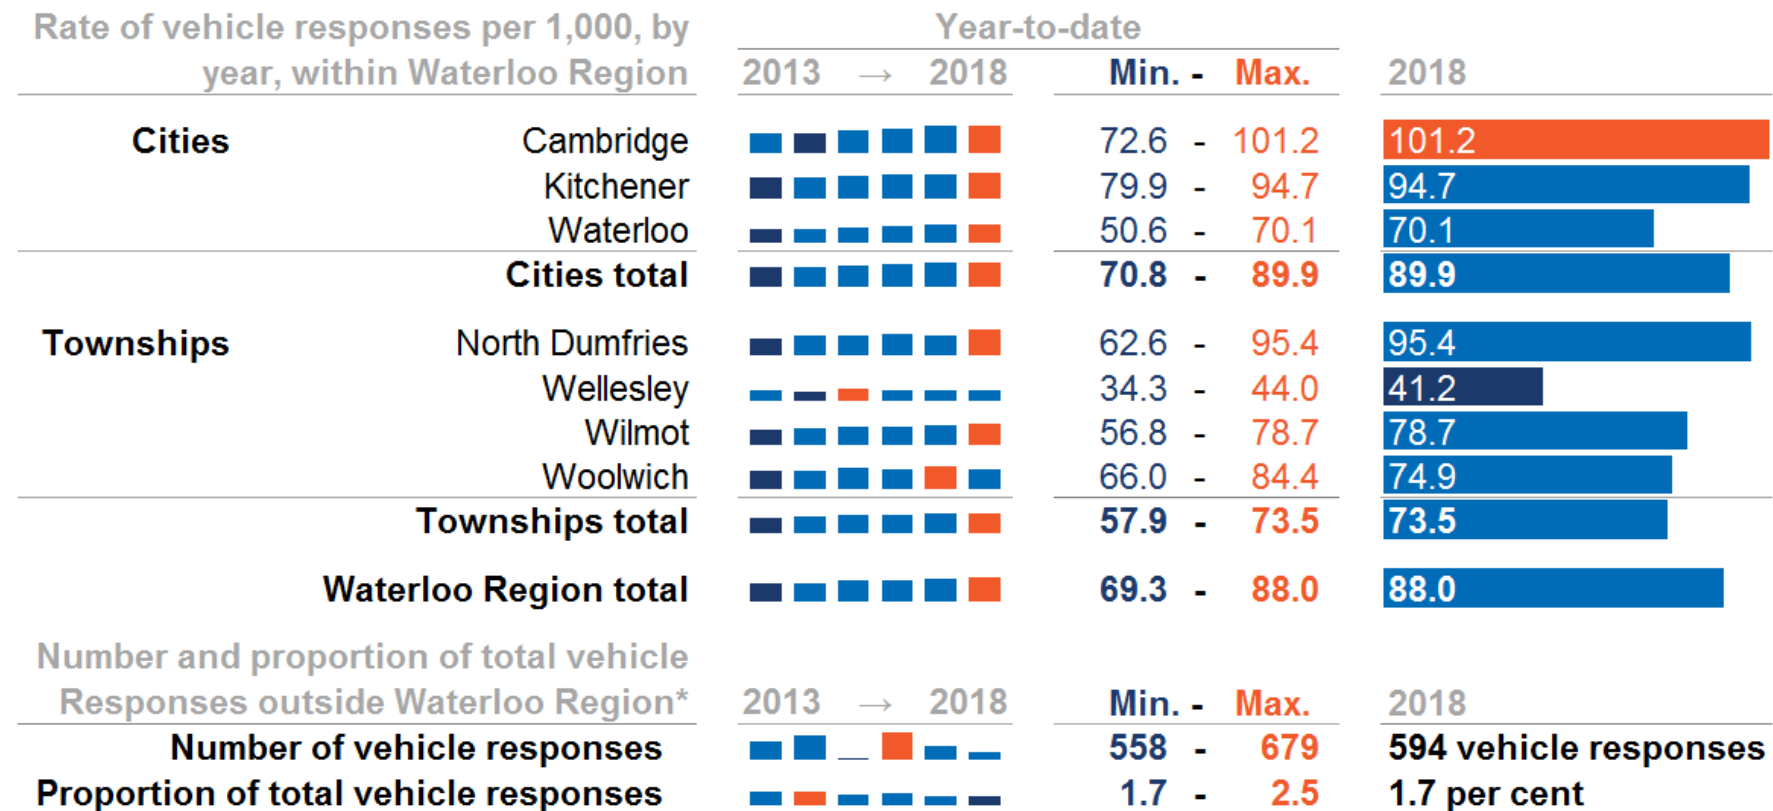 Rate of vehicle responses per 1,000, by Year-to-date
year, within Waterloo Region 2013 → 2018 Min. - Max. 2018
Cities Cambridge 72.6 - 101.2 101.2
Kitchener 79.9 - 94.7 94.7
Waterloo 50.6 - 70.1 70.1
Cities total 70.8 - 89.9 89.9
Townships North Dumfries 62.6 - 95.4 95.4
Wellesley 34.3 - 44.0 41.2
Wilmot 56.8 - 78.7 78.7
Woolwich 66.0 - 84.4 74.9
Townships total 57.9 - 73.5 73.5
Waterloo Region total 69.3 - 88.0 88.0
Number and proportion of total vehicle
Responses outside Waterloo Region* 2013 → 2018 Min. - Max. 2018
Number of vehicle responses 558 - 679 594 vehicle responses
Proportion of total vehicle responses 1.7 - 2.5 1.7 per cent